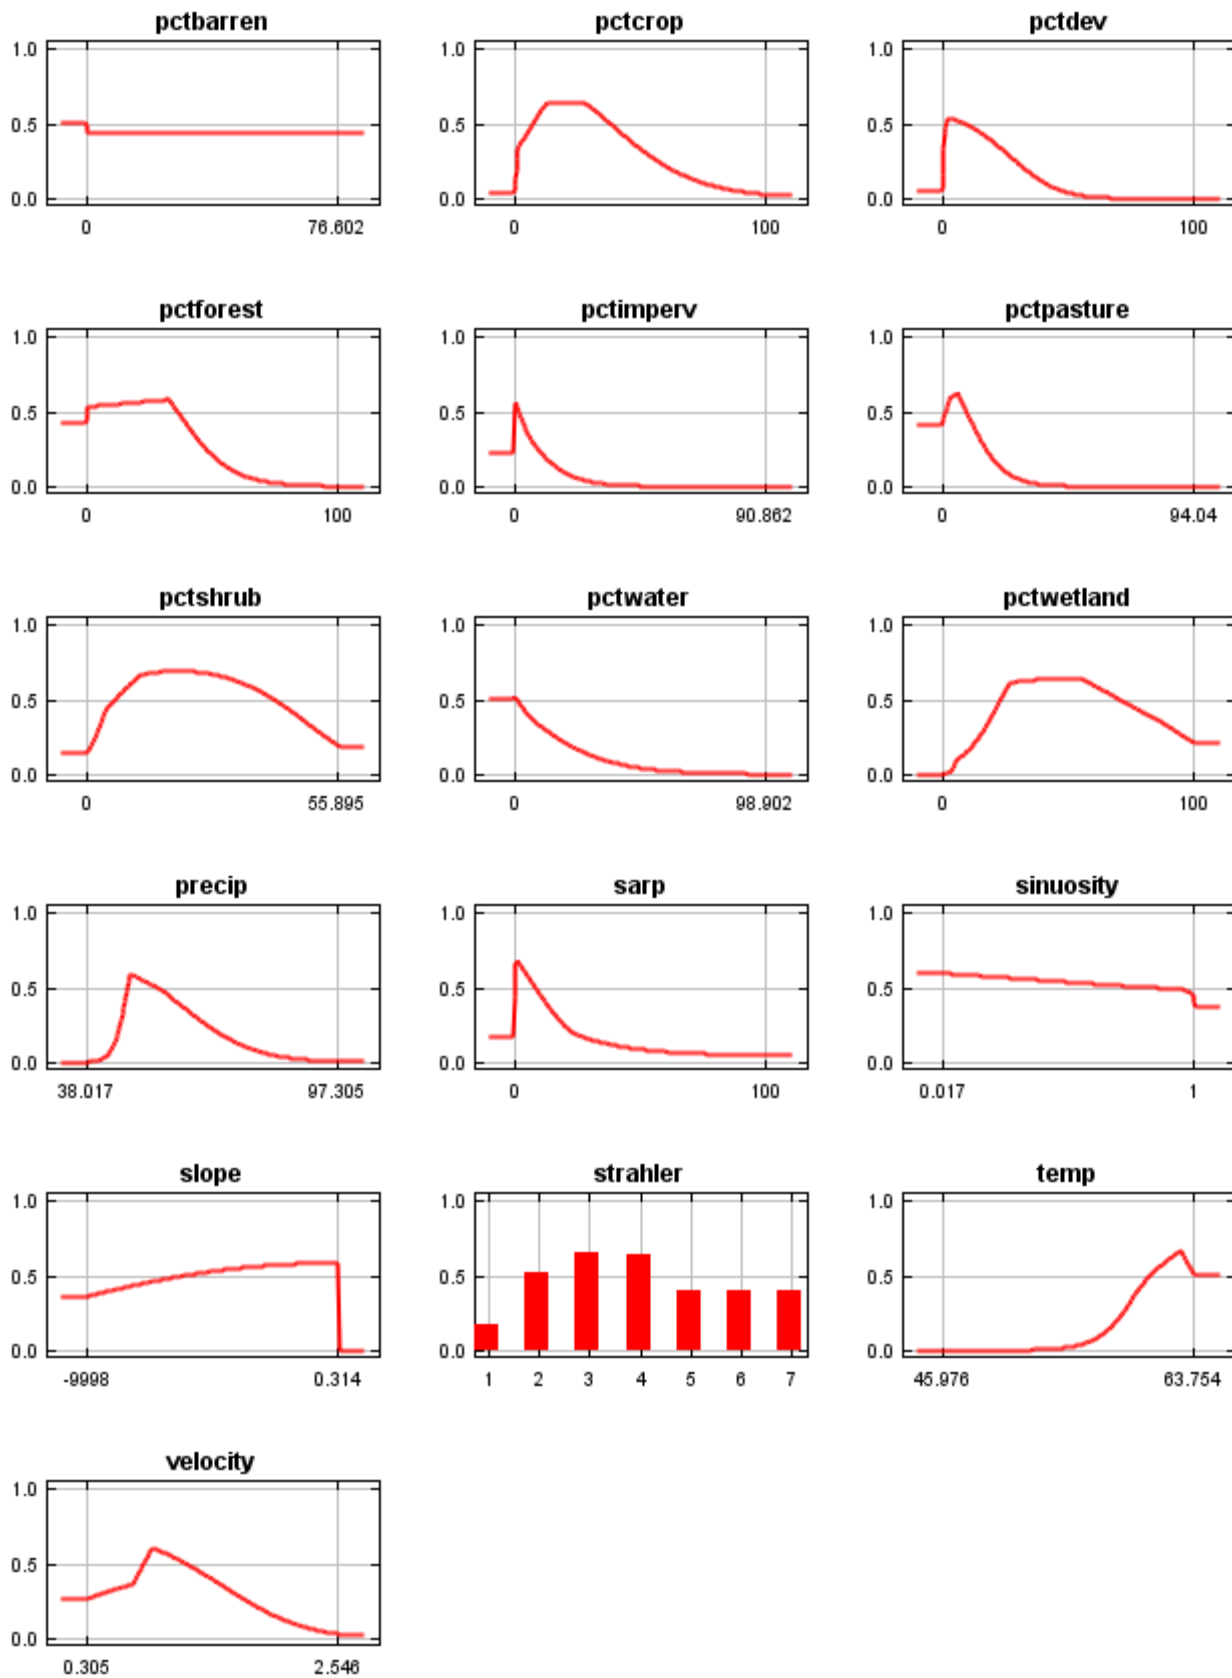 pctbarren pctcrop pctdev
1.0 1.0 1.0
0.5 0.5 0.5
0.0 0.0 0.0
0 76.602 0 100 0 100
pctforest pctimperv pctpasture
1.0 1.0 1.0
0.5 0.5 0.5
0.0 0.0 0.0
0 100 0 90.862 0 94.04
pctshrub pctwater pctwetland
1.0 1.0 1.0
0.5 0.5 0.5
0.0 0.0 0.0
0 55.895 0 98.902 0 100
precip sarp sinuosity
1.0 1.0 1.0
0.5 0.5 0.5
0.0 0.0 0.0
38.017 97.305 0 100 0.017 1
slope strahler temp
1.0 1.0 1.0
0.5 0.5 0.5
0.0 0.0 0.0
-9998 0.314 1 2 3 4 5 6 7 45.976 63.754
velocity
1.0
0.5
0.0
0.305 2.546